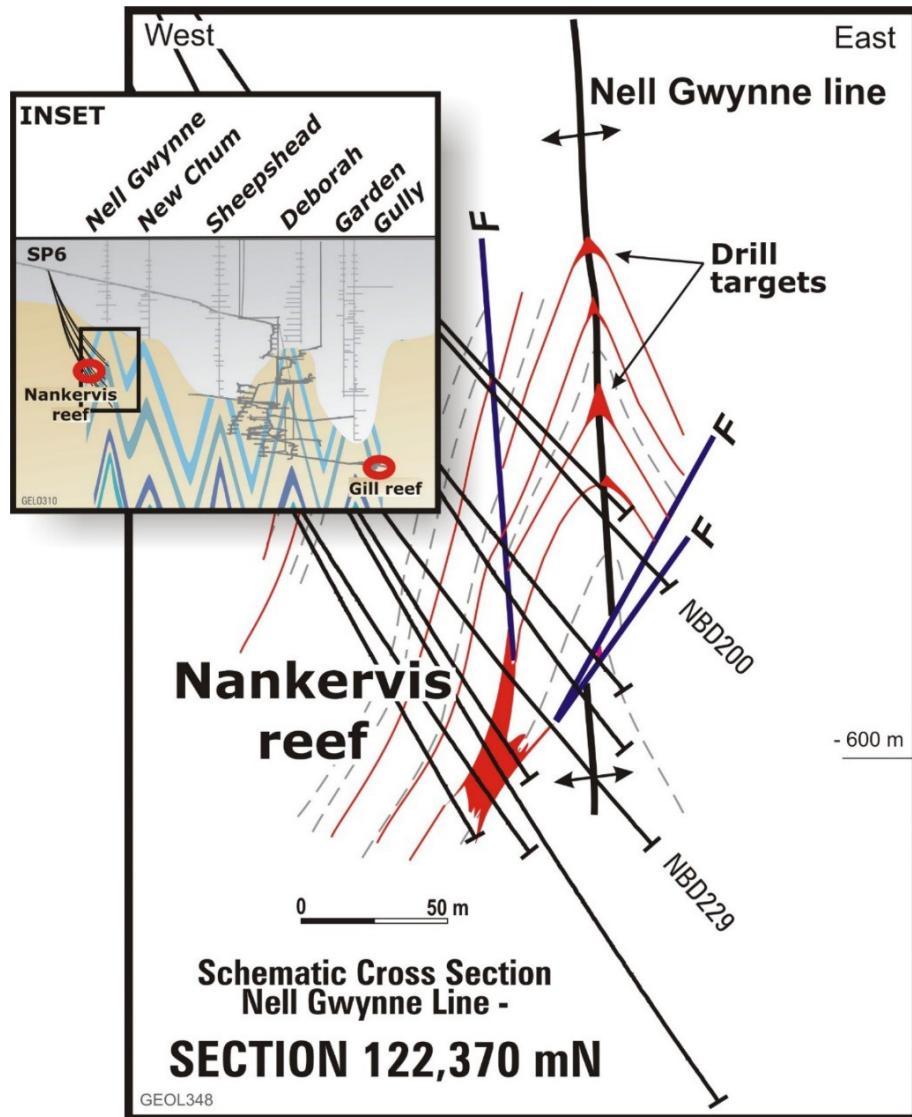 West
East
INSET
Nell Gwynne
New Chum
Sheepshead
Deborah
Garden
Gully
SP6
Nankervis
reef
Gill reef
GEL0310
Nell Gwynne line
F
Drill
targets
F
F
NBD200
Nankervis
reef
- 600 m
NBD229
0 50 m
Schematic Cross Section
Nell Gwynne Line -
SECTION 122,370 mN
GEOL348